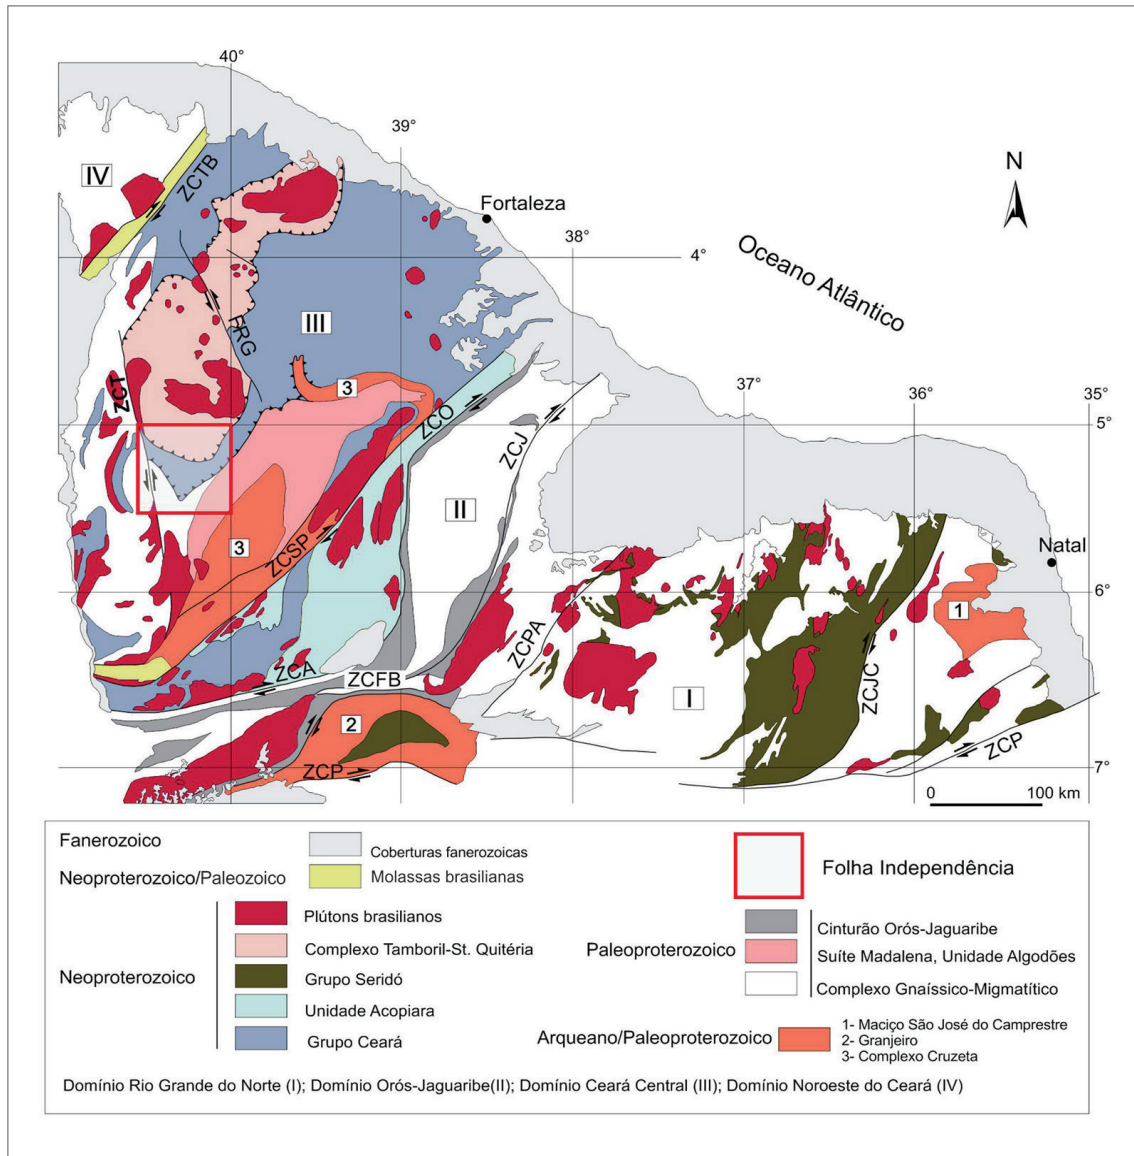 40°
39°
38°
4°
37°
36°
35°
5°
6°
7°
N
Fortaleza
Oceano Atlântico
Natal
IV
ZCTB
FRG
III
3
ZCT
ZCO
ZCJ
II
3
ZCSP
ZCPA
1
ZCA
ZCFB
I
ZCJC
2
ZCP
ZCP
0 100 km
Fanerozoico
Coberturas fanerozoicas
Neoproterozoico/Paleozoico
Molassas brasilianas
Neoproterozoico
Plútons brasilianos
Complexo Tamboril-St. Quitéria
Grupo Seridó
Unidade Acopiara
Grupo Ceará
Folha Independência
Paleoproterozoico
Cinturão Orós-Jaguaribe
Suíte Madalena, Unidade Algodões
Complexo Gnaíssico-Migmatítico
Arqueano/Paleoproterozoico
1- Maciço São José do Camprestre
2- Granjeiro
3- Complexo Cruzeta
Domínio Rio Grande do Norte (I); Domínio Orós-Jaguaribe(II); Domínio Ceará Central (III); Domínio Noroeste do Ceará (IV)